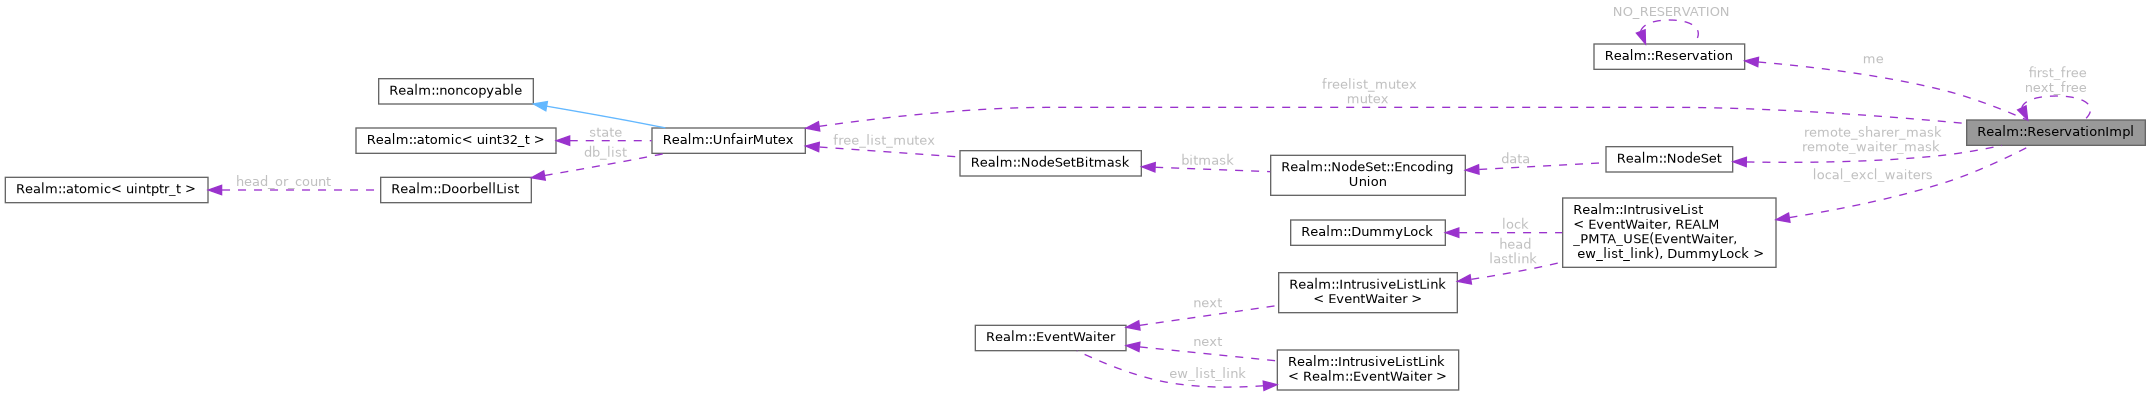 NO_RESERVATION
Realm::Reservation
me
first_free
next_free
freelist_mutex
mutex
Realm::noncopyable
Realm::ReservationImpl
Realm::atomic< uint32_t >
state
Realm::UnfairMutex
free_list_mutex
remote_sharer_mask
remote_waiter_mask
db_list
Realm::NodeSetBitmask
bitmask
Realm::NodeSet::Encoding
Union
data
Realm::NodeSet
local_excl_waiters
Realm::atomic< uintptr_t >
head_or_count
Realm::DoorbellList
Realm::IntrusiveList
< EventWaiter, REALM
_PMTA_USE(EventWaiter,
ew_list_link), DummyLock >
Realm::DummyLock
lock
head
lastlink
Realm::IntrusiveListLink
< EventWaiter >
next
Realm::EventWaiter
next
Realm::IntrusiveListLink
< Realm::EventWaiter >
ew_list_link